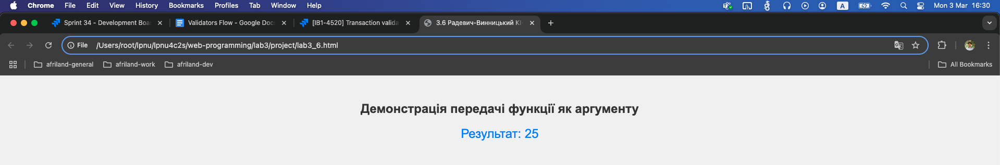 Chrome File Edit View History Bookmarks Profiles Tab Window Help A Mon 3 Mar 16:30
Sprint 34 - Development Boa Validators Flow - Google Doc [IB1-4520] Transaction valida 3.6 Радевич-Винницький КІ-
File /Users/root/lpnu/lpnu4c2s/web-programming/lab3/project/lab3_6.html
afriland-general afriland-work afriland-dev All Bookmarks
Демонстрація передачі функції як аргументу
Результат: 25